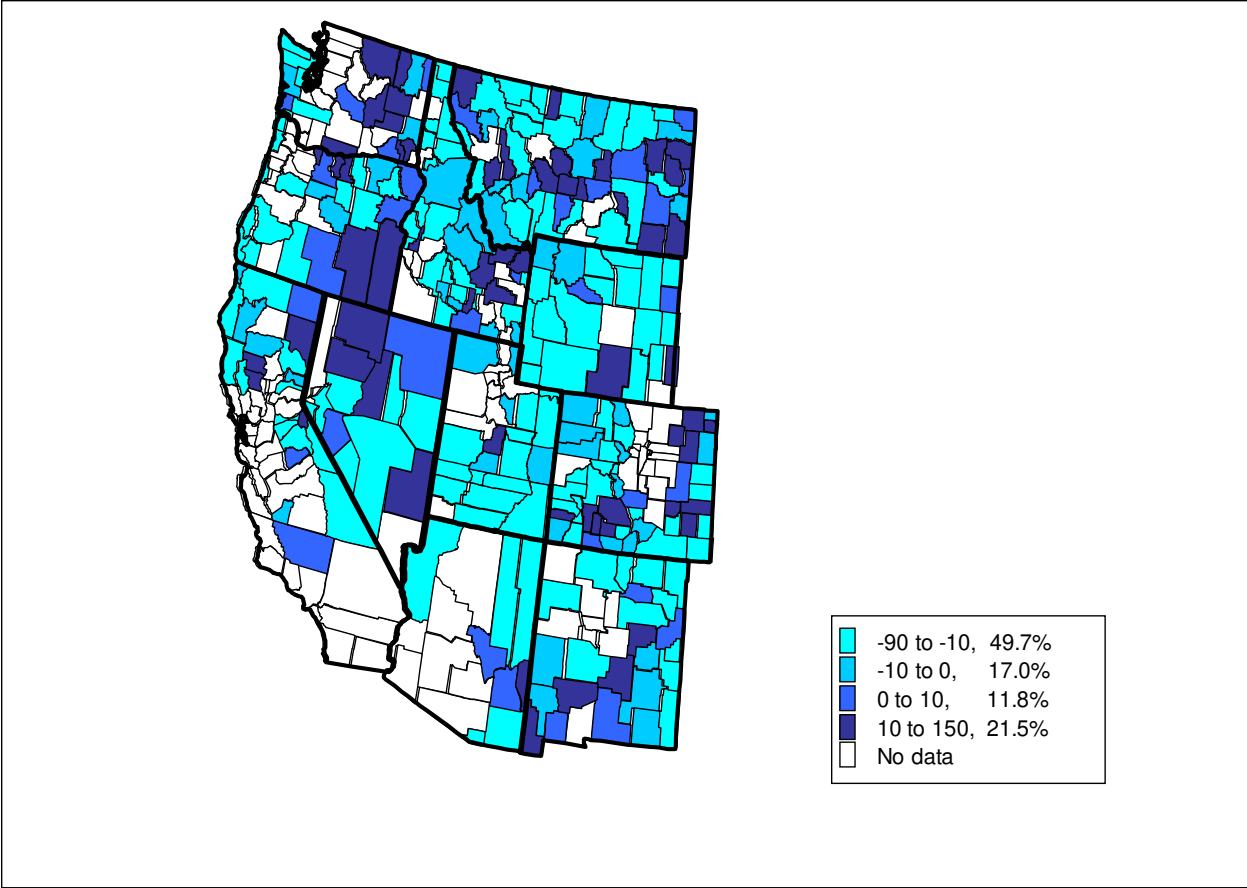 -90 to -10, 49.7%
-10 to 0, 17.0%
0 to 10, 11.8%
10 to 150, 21.5%
No data